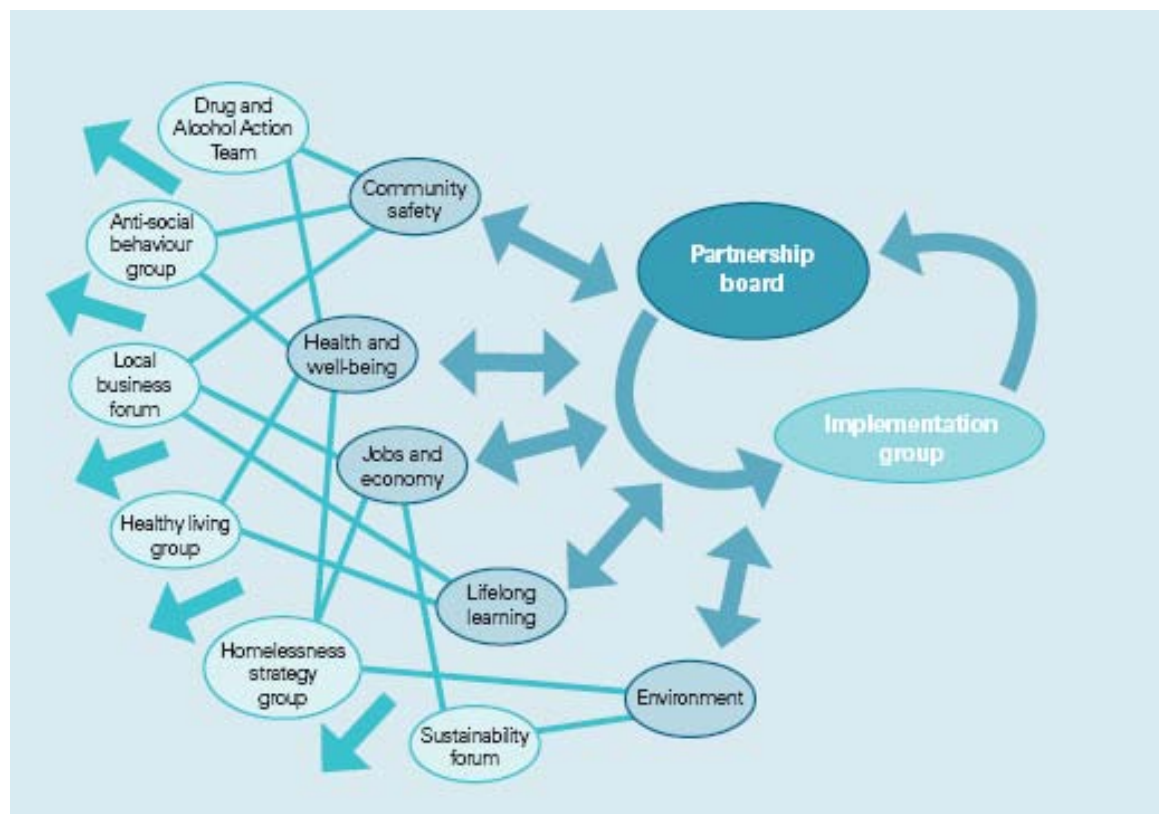 Drug and
Alcohol Action
Team
Community
safety
Anti-social
behaviour
group
Partnership
board
Health and
well-being
Local
business
forum
Implementation
group
Jobs and
economy
Healthy living
group
Lifelong
learning
Homelessness
strategy
group
Environment
Sustainability
forum